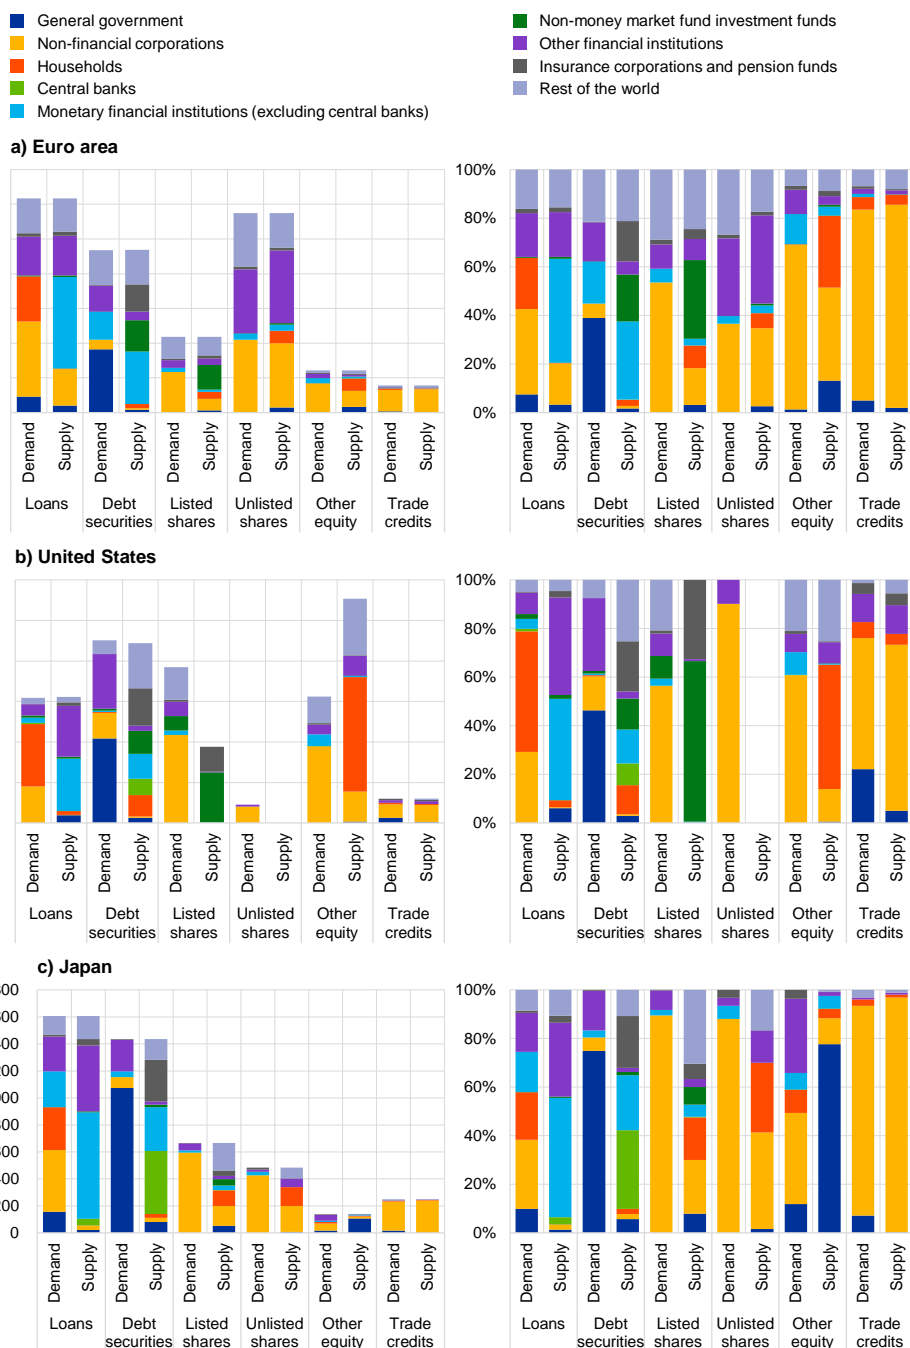 General government
Non-financial corporations
Households
Central banks
Monetary financial institutions (excluding central banks)
Non-money market fund investment funds
Other financial institutions
Insurance corporations and pension funds
Rest of the world
a) Euro area
100%
80%
60%
40%
20%
0%
Demand Supply Demand Supply Demand Supply Demand Supply Demand Supply Demand Supply
Loans Debt securities Listed shares Unlisted shares Other equity Trade credits
Demand Supply Demand Supply Demand Supply Demand Supply Demand Supply Demand Supply
Loans Debt securities Listed shares Unlisted shares Other equity Trade credits
b) United States
100%
80%
60%
40%
20%
0%
Demand Supply Demand Supply Demand Supply Demand Supply Demand Supply Demand Supply
Loans Debt securities Listed shares Unlisted shares Other equity Trade credits
Demand Supply Demand Supply Demand Supply Demand Supply Demand Supply Demand Supply
Loans Debt securities Listed shares Unlisted shares Other equity Trade credits
c) Japan
800
600
400
200
000
800
600
400
200
0
100%
80%
60%
40%
20%
0%
Demand Supply Demand Supply Demand Supply Demand Supply Demand Supply Demand Supply
Loans Debt securities Listed shares Unlisted shares Other equity Trade credits
Demand Supply Demand Supply Demand Supply Demand Supply Demand Supply Demand Supply
Loans Debt securities Listed shares Unlisted shares Other equity Trade credits